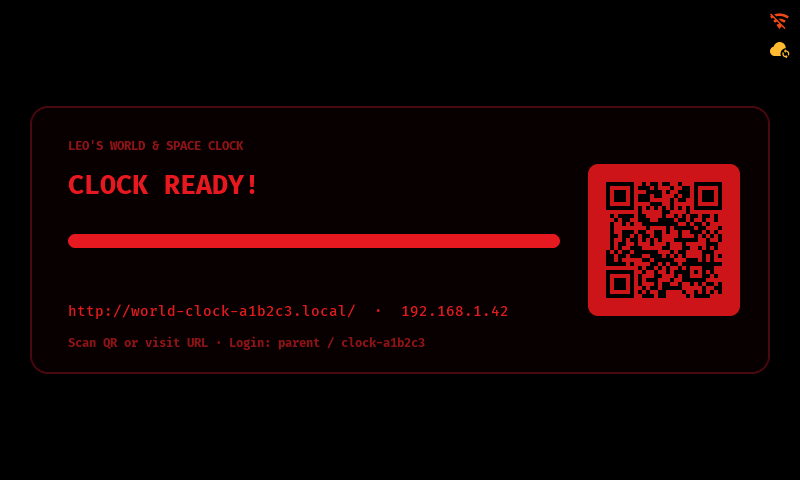 LEO'S WORLD & SPACE CLOCK
CLOCK READY!
http://world-clock-a1b2c3.local/ · 192.168.1.42
Scan QR or visit URL · Login: parent / clock-a1b2c3